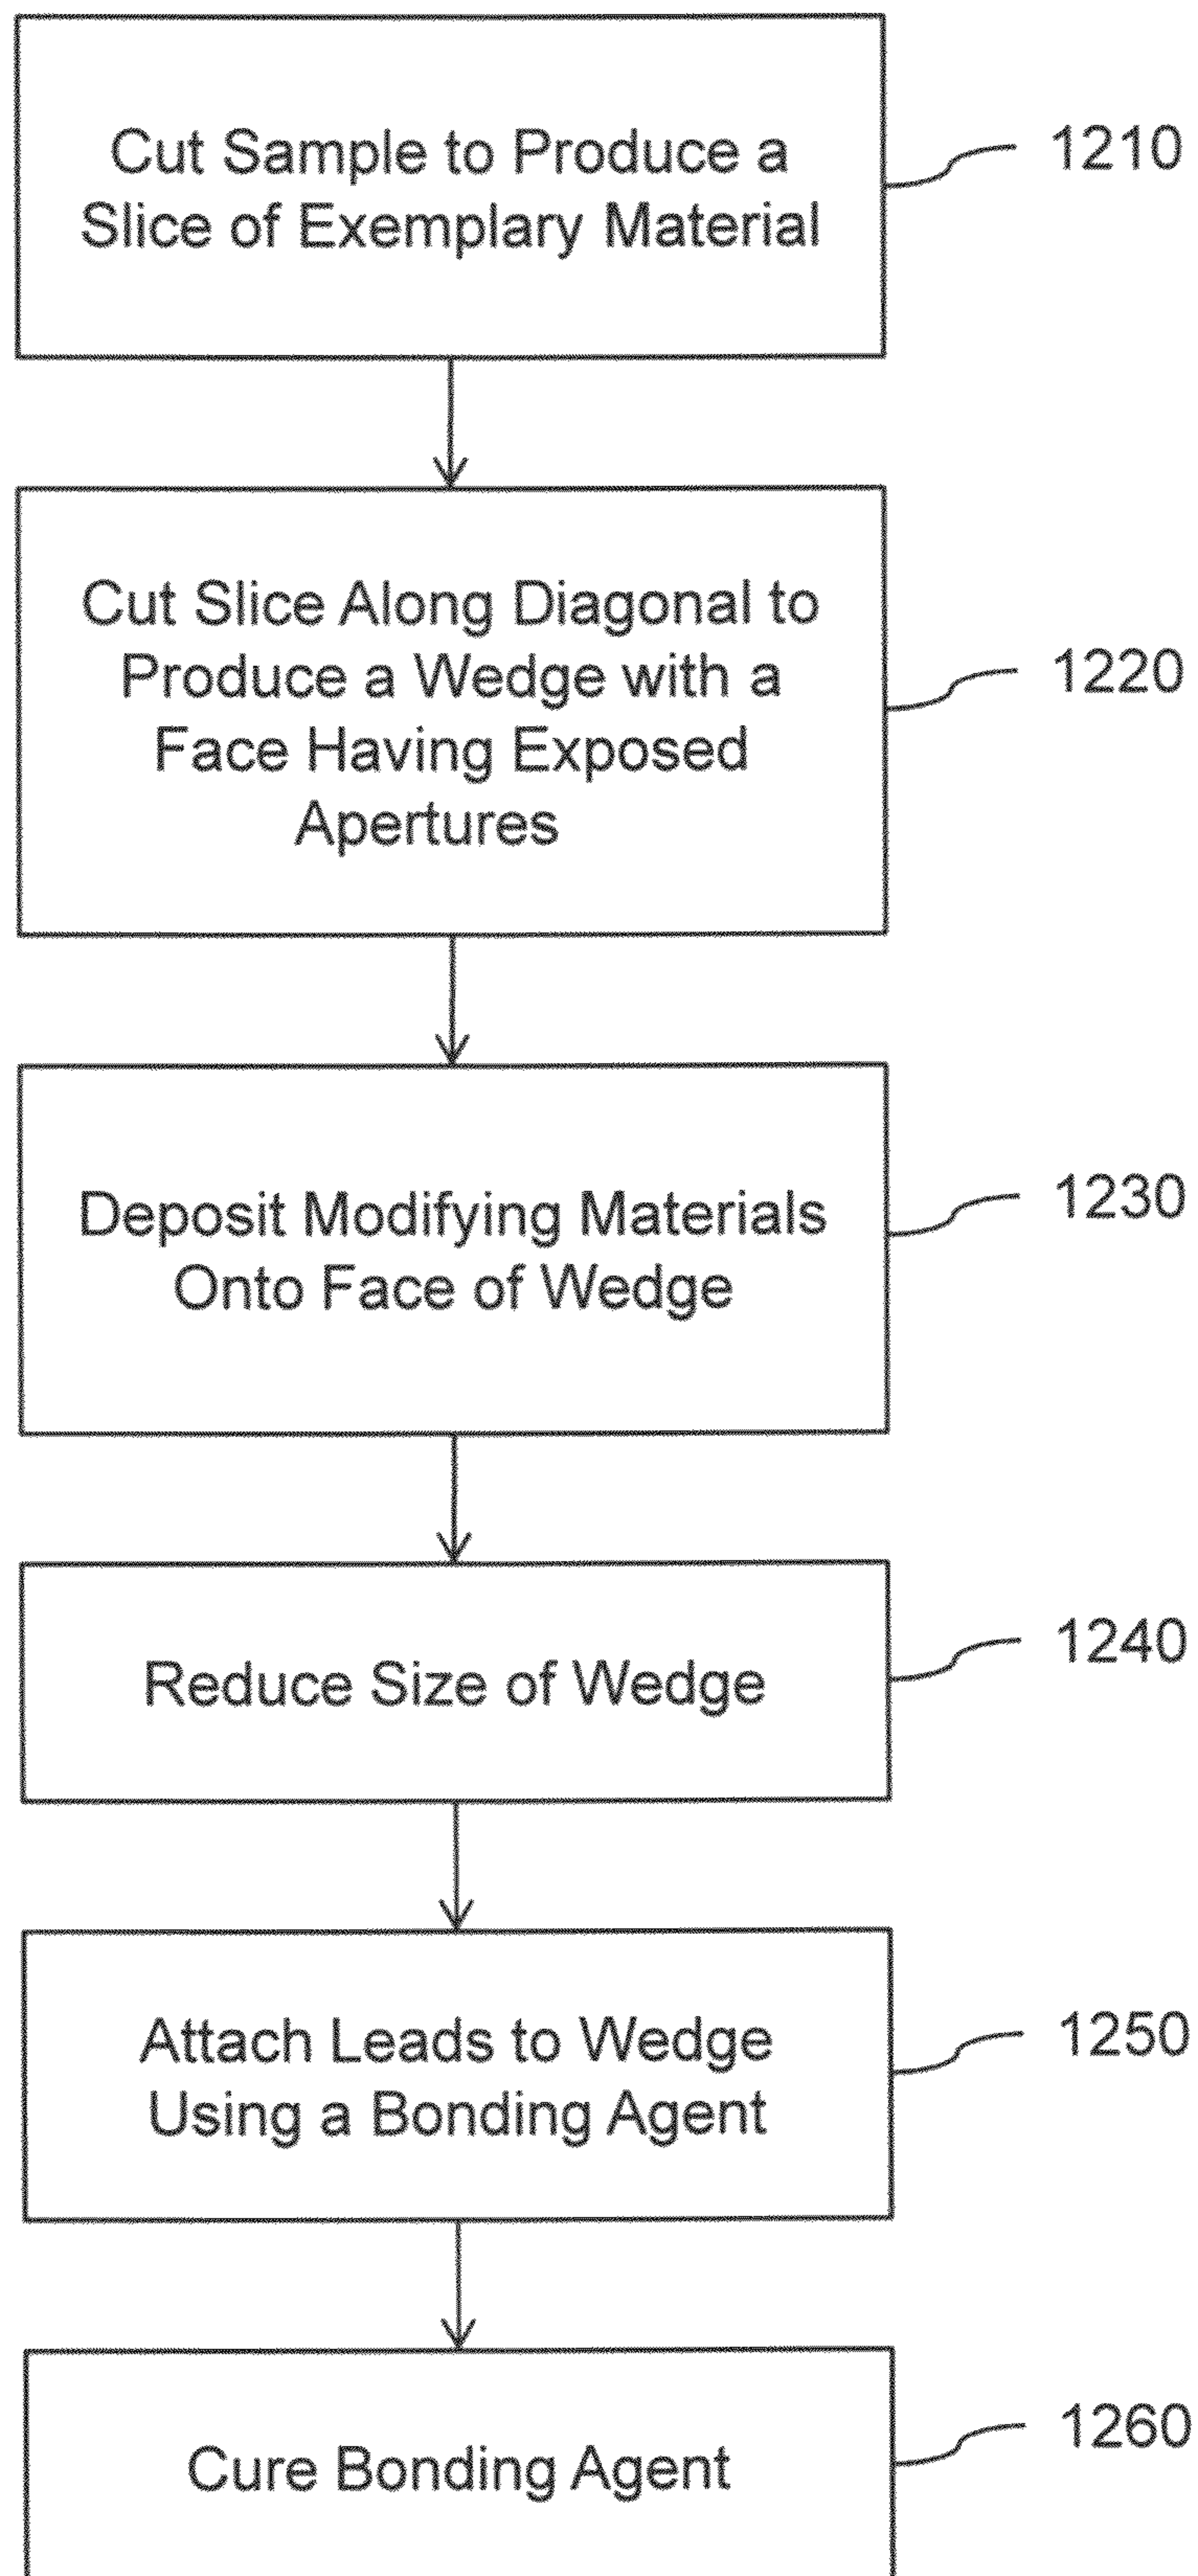 Cut Sample to Produce a
Slice of Exemplary Material
1210
Cut Slice Along Diagonal to
Produce a Wedge with a
Face Having Exposed
Apertures
1220
Deposit Modifying Materials
Onto Face of Wedge
1230
Reduce Size of Wedge
1240
Attach Leads to Wedge
Using a Bonding Agent
1250
Cure Bonding Agent
1260